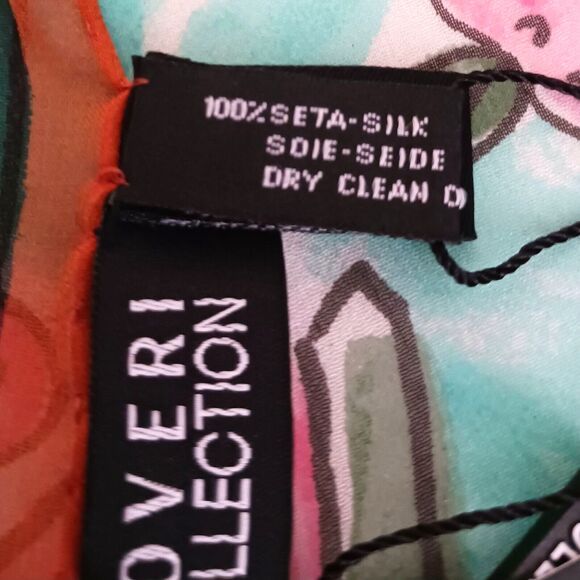 100% SETA-SILK
SOIE-SEIDE
DRY CLEAN
OVERI
LLECTION